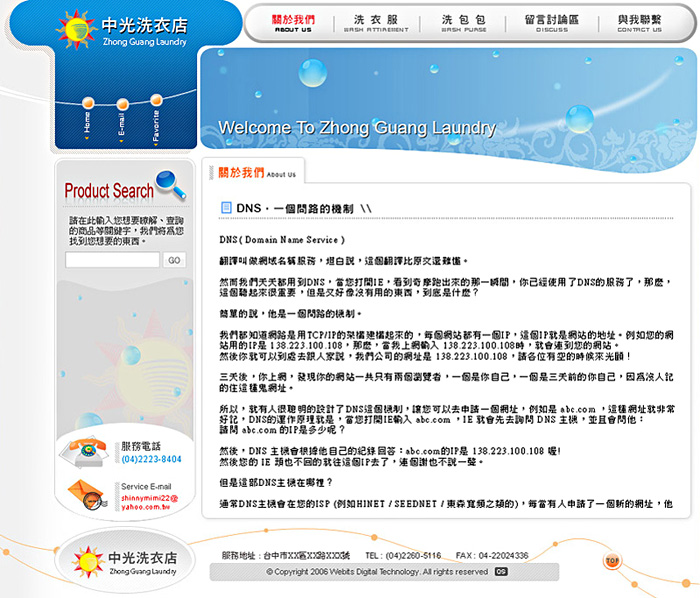 中光洗衣店
Zhong Guang Laundry
關於我們
ABOUT US
洗 衣 服
WASH ATTIREMENT
洗 包 包
WASH PURSE
留言討論區
DISCUSS
與我聯繫
CONTACT US
Home
E-mail
Favorite
Welcome To Zhong Guang Laundry
Product Search
請在此輸入您想要瞭解、查詢
的商品等關鍵字，我們將為您
找到您想要的東西。
GO
服務電話
(04)2223-8404
Service E-mail
shinnymimi22@
yahoo.com.tw
關於我們 About Us
DNS．一個問路的機制 \\
DNS ( Domain Name Service )
翻譯叫做網域名稱服務，坦白說，這個翻譯比原文還難懂。
然而我們天天都用到DNS，當您打開IE，看到奇摩跑出來的那一瞬間，你已經使用了DNS的服務了，那麼，
這個聽起來很重要，但是又好像沒有用的東西，到底是什麼？
簡單的說，他是一個問路的機制。
我們都知道網路是用TCP/IP的架構建構起來的，每個網站都有一個IP，這個IP就是網站的地址。例如您的網
站用的IP是 138.223.100.108，那麼，當我上網輸入 138.223.100.108時，就會連到您的網站。
然後你就可以到處去跟人家說，我們公司的網址是 138.223.100.108，請各位有空的時候來光顧！
三天後，你上網，發現你的網站一共只有兩個瀏覽者，一個是你自己，一個是三天前的你自己，因為沒人記
的住這種鬼網址。
所以，就有人很聰明的設計了DNS這個機制，讓您可以去申請一個網址，例如是 abc.com ，這種網址就非常
好記，DNS的運作原理就是，當您打開IE輸入 abc.com ，IE 就會先去詢問 DNS 主機，並且會問他：
請問 abc.com 的IP是多少呢？
然後，DNS 主機會根據他自己的紀錄回答：abc.com的IP是 138.223.100.108 喔!
然後您的 IE 頭也不回的就往這個IP去了，連個謝也不說一聲。
但是這部DNS主機在哪裡？
通常DNS主機會在您的ISP (例如HINET / SEEDNET / 東森寬頻之類的)，每當有人申請了一個新的網址，他
中光洗衣店
Zhong Guang Laundry
服務地址：台中市XX區XX路XXX號 TEL : (04)2260-5116 FAX : 04-22024336
© Copyright 2006 Webits Digital Technology. All rights reserved
TOP